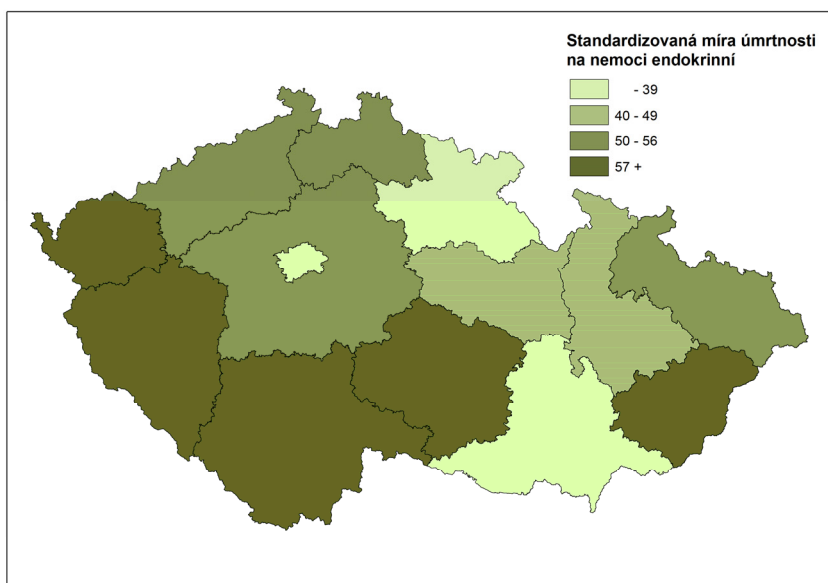 Standardizovaná míra úmrtnosti
na nemoci endokrinní
- 39
40 - 49
50 - 56
57 +